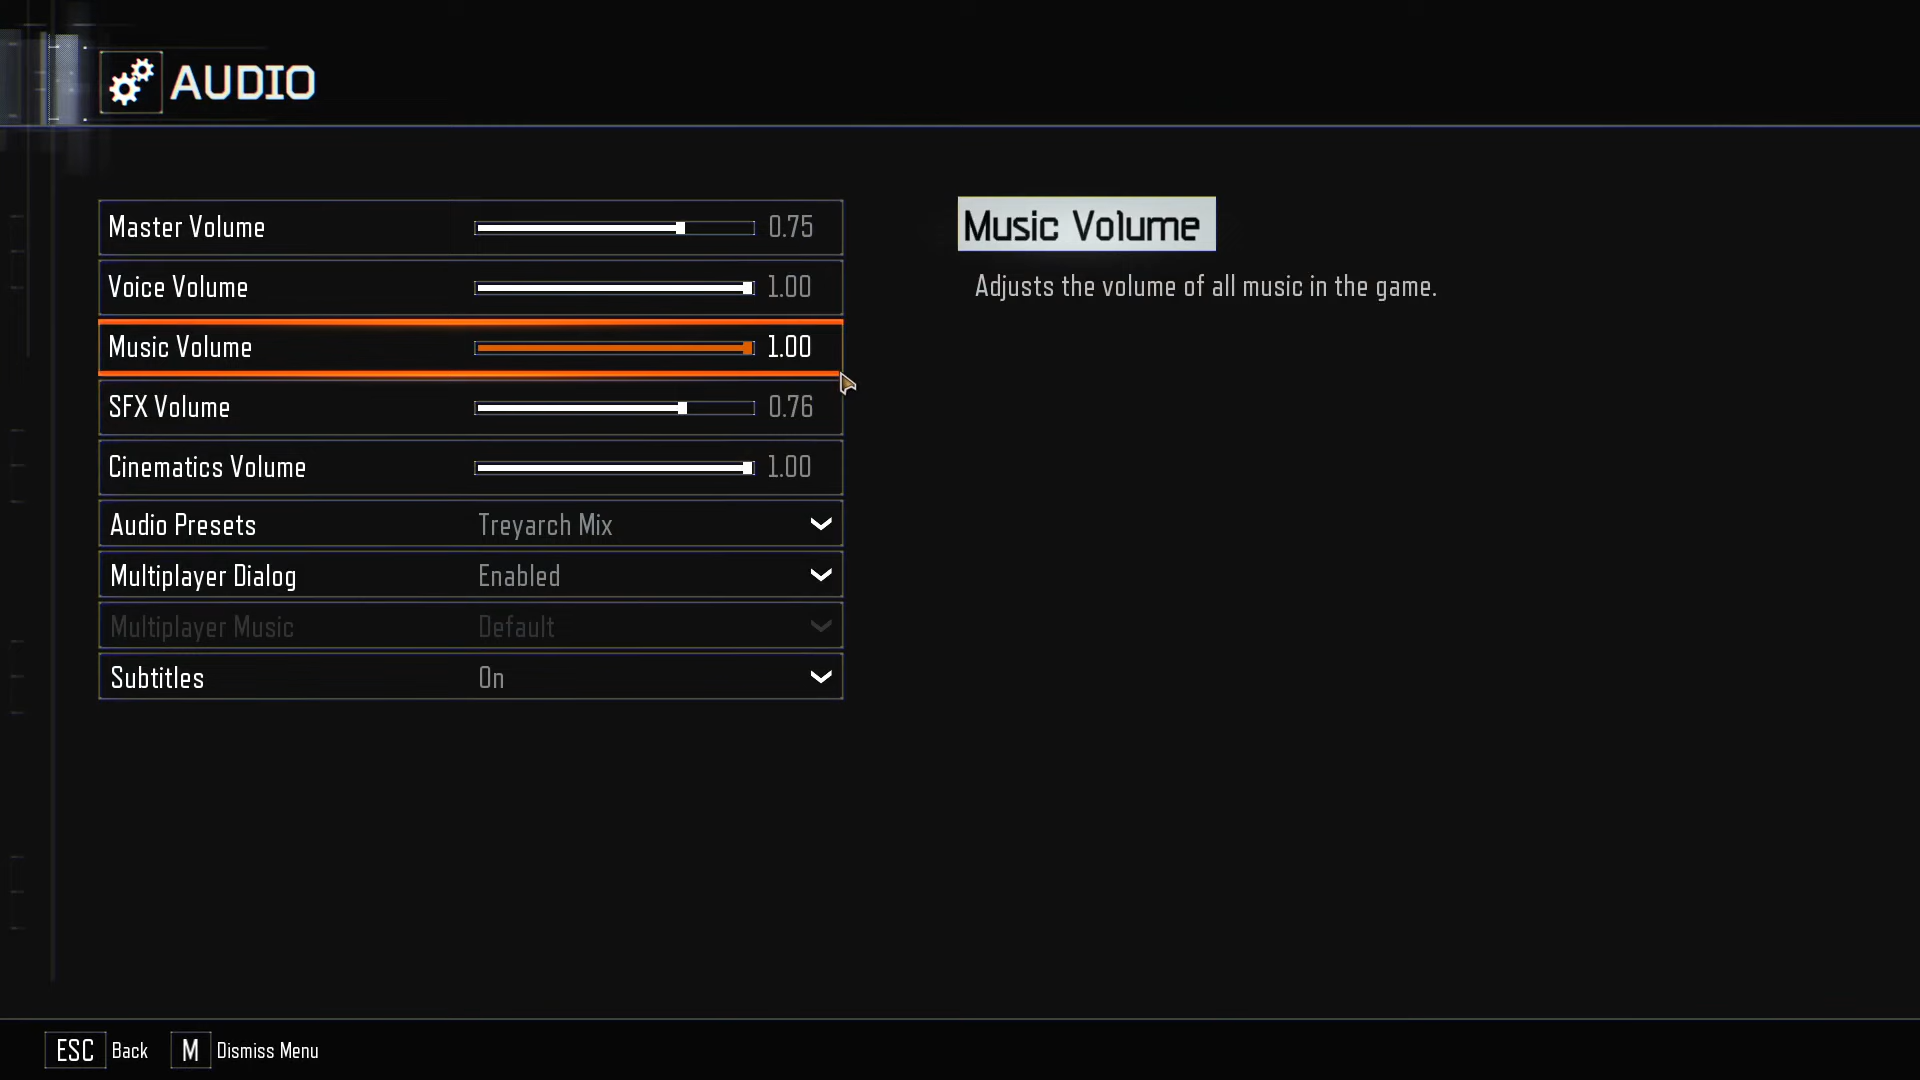 AUDIO
Master Volume 0.75
Voice Volume 1.00
Music Volume 1.00
SFX Volume 0.76
Cinematics Volume 1.00
Audio Presets Treyarch Mix
Multiplayer Dialog Enabled
Multiplayer Music Default
Subtitles On
Music Volume
Adjusts the volume of all music in the game.
ESC Back M Dismiss Menu